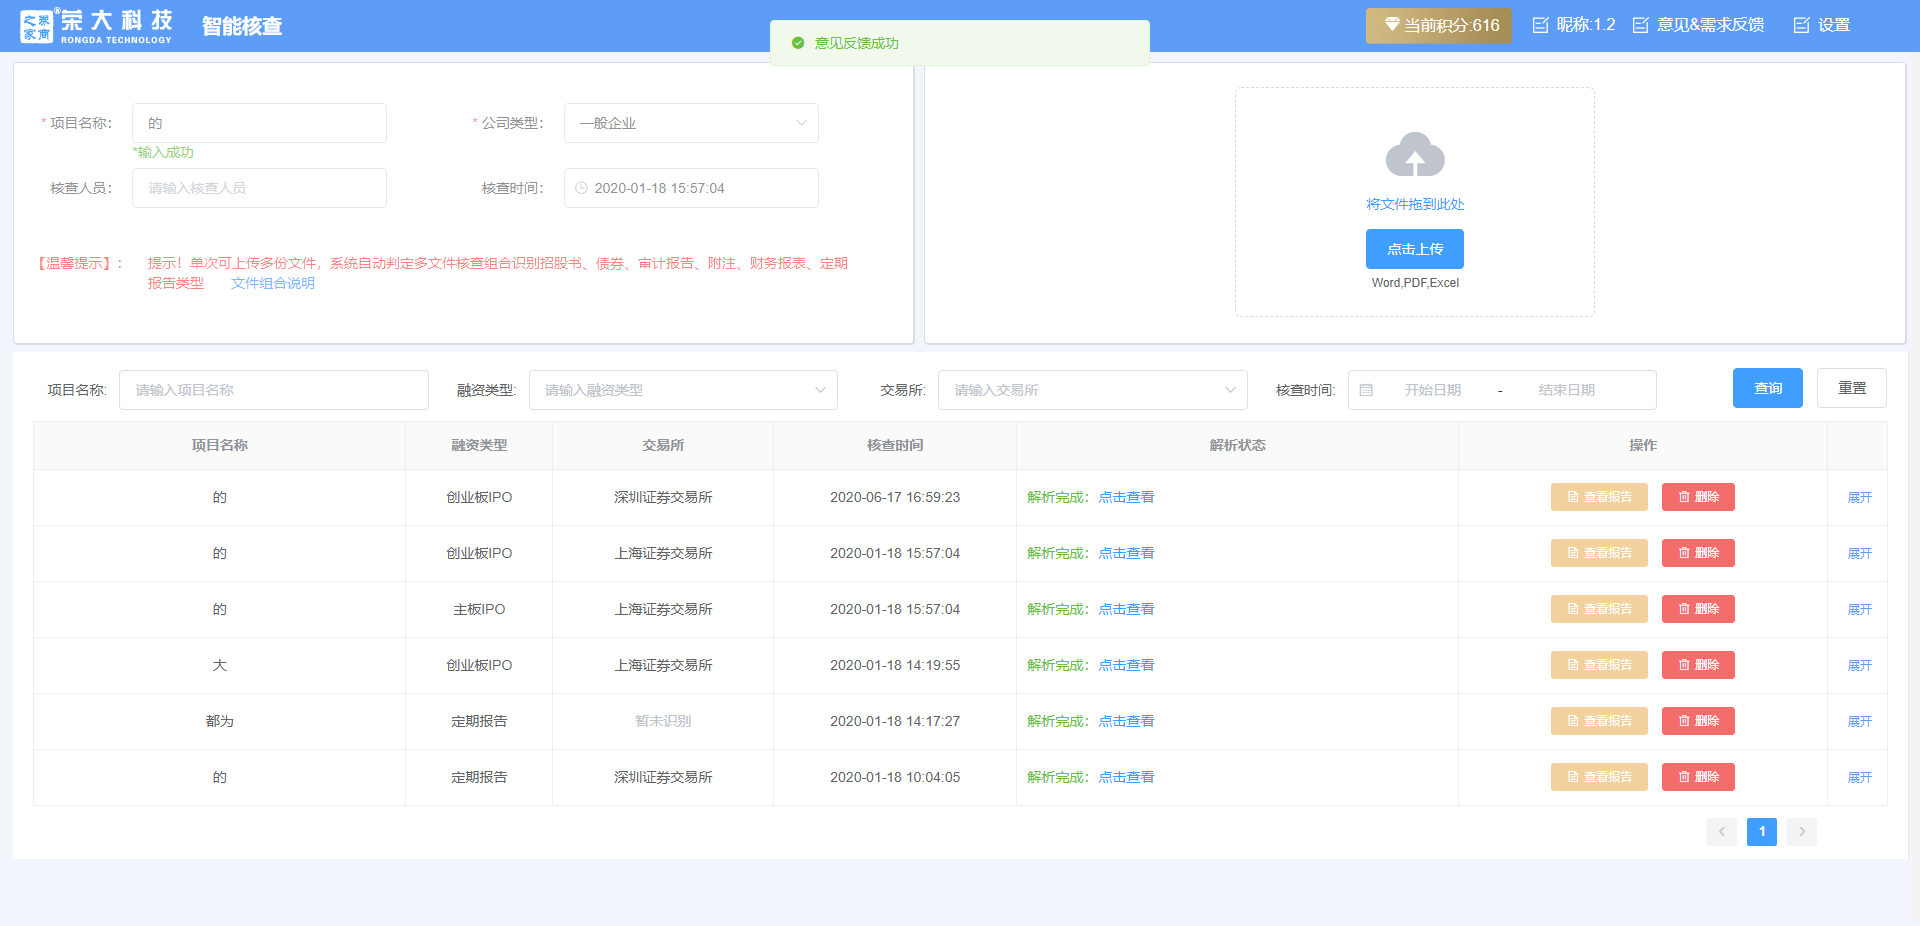 之荣家商® 荣大科技
RONGDA TECHNOLOGY
智能核查
意见反馈成功
当前积分:616
昵称:1.2
意见&需求反馈
设置
* 项目名称： 的
*输入成功
* 公司类型： 一般企业
核查人员： 请输入核查人员
核查时间： 2020-01-18 15:57:04
【温馨提示】： 提示！单次可上传多份文件，系统自动判定多文件核查组合识别招股书、债券、审计报告、附注、财务报表、定期
报告类型 文件组合说明
将文件拖到此处
点击上传
Word,PDF,Excel
项目名称: 请输入项目名称 融资类型: 请输入融资类型 交易所: 请输入交易所 核查时间: 开始日期 - 结束日期 查询 重置
项目名称 融资类型 交易所 核查时间 解析状态 操作
的 创业板IPO 深圳证券交易所 2020-06-17 16:59:23 解析完成：点击查看 查看报告 删除 展开
的 创业板IPO 上海证券交易所 2020-01-18 15:57:04 解析完成：点击查看 查看报告 删除 展开
的 主板IPO 上海证券交易所 2020-01-18 15:57:04 解析完成：点击查看 查看报告 删除 展开
大 创业板IPO 上海证券交易所 2020-01-18 14:19:55 解析完成：点击查看 查看报告 删除 展开
都为 定期报告 暂未识别 2020-01-18 14:17:27 解析完成：点击查看 查看报告 删除 展开
的 定期报告 深圳证券交易所 2020-01-18 10:04:05 解析完成：点击查看 查看报告 删除 展开
1